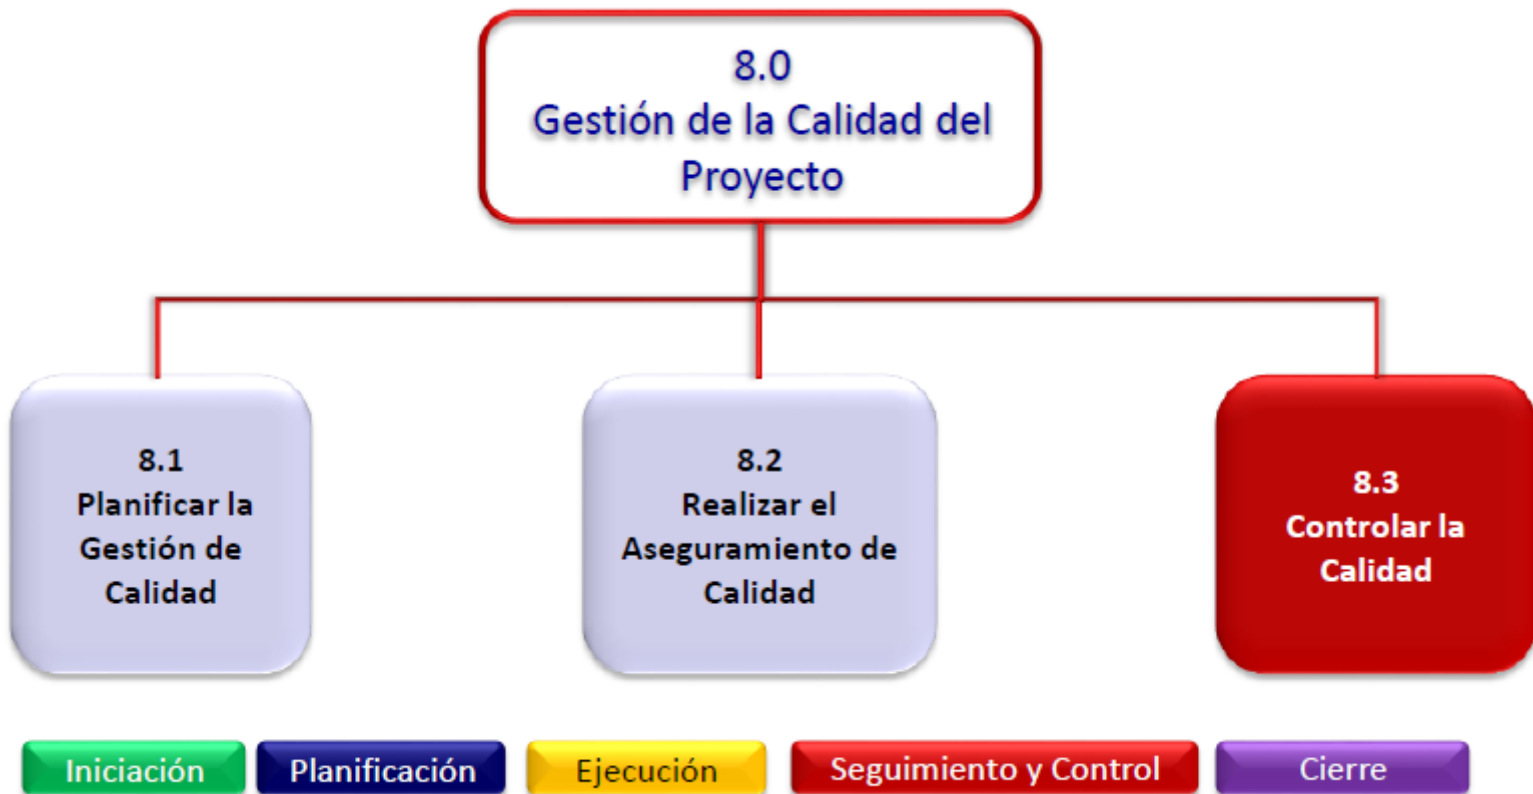 8.0
Gestión de la Calidad del
Proyecto
8.1
Planificar la
Gestión de
Calidad
8.2
Realizar el
Aseguramiento de
Calidad
8.3
Controlar la
Calidad
Iniciación
Planificación
Ejecución
Seguimiento y Control
Cierre